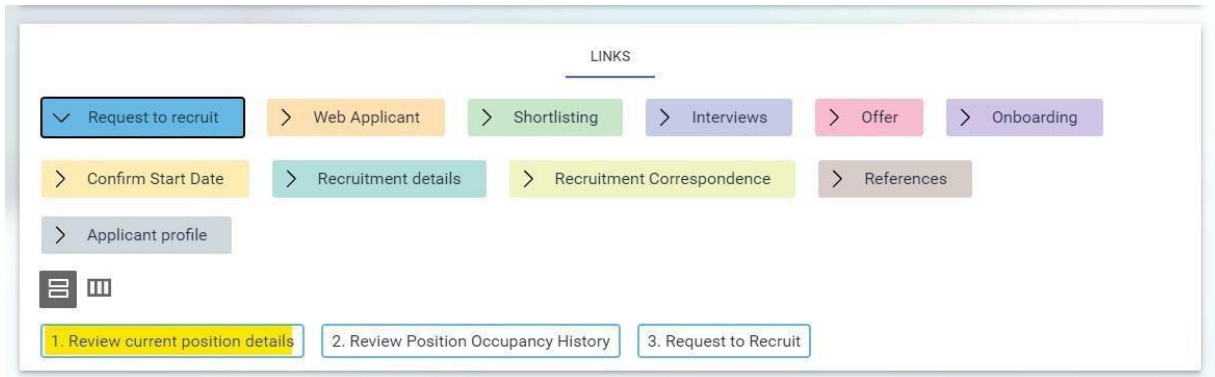 LINKS
Request to recruit Web Applicant Shortlisting Interviews Offer Onboarding
Confirm Start Date Recruitment details Recruitment Correspondence References
Applicant profile
1. Review current position details 2. Review Position Occupancy History 3. Request to Recruit